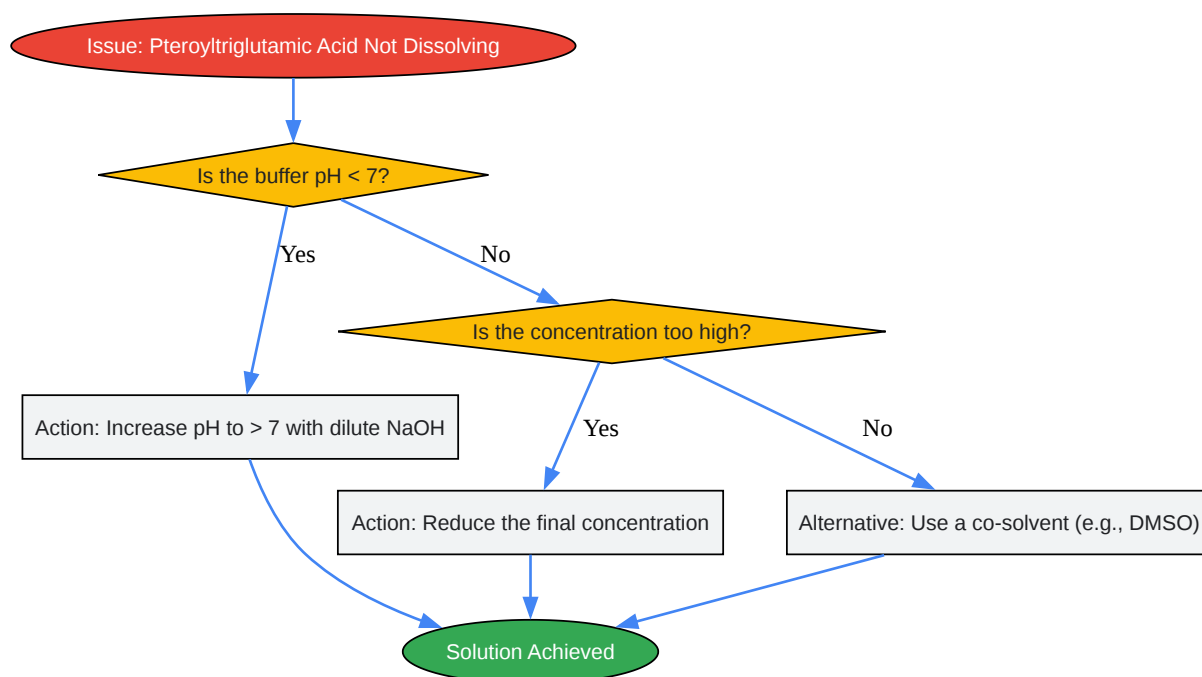 Issue: Pteroyltriglutamic Acid Not Dissolving
Is the buffer pH < 7?
Yes
No
Is the concentration too high?
Action: Increase pH to > 7 with dilute NaOH
Yes
No
Action: Reduce the final concentration
Alternative: Use a co-solvent (e.g., DMSO)
Solution Achieved